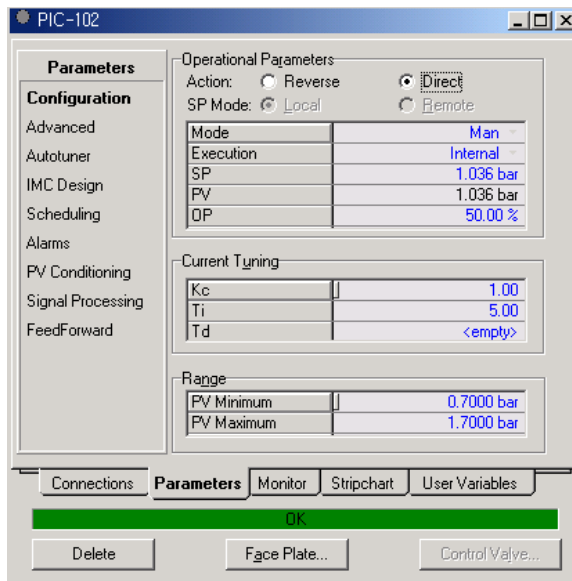 PIC-102
Parameters
Configuration
Advanced
Autotuner
IMC Design
Scheduling
Alarms
PV Conditioning
Signal Processing
FeedForward
Operational Parameters
Action: Reverse Direct
SP Mode: Local Remote
Mode Man
Execution Internal
SP 1.036 bar
PV 1.036 bar
OP 50.00 %
Current Tuning
Kc 1.00
Ti 5.00
Td <empty>
Range
PV Minimum 0.7000 bar
PV Maximum 1.7000 bar
Connections Parameters Monitor Stripchart User Variables
OK
Delete Face Plate... Control Valve...